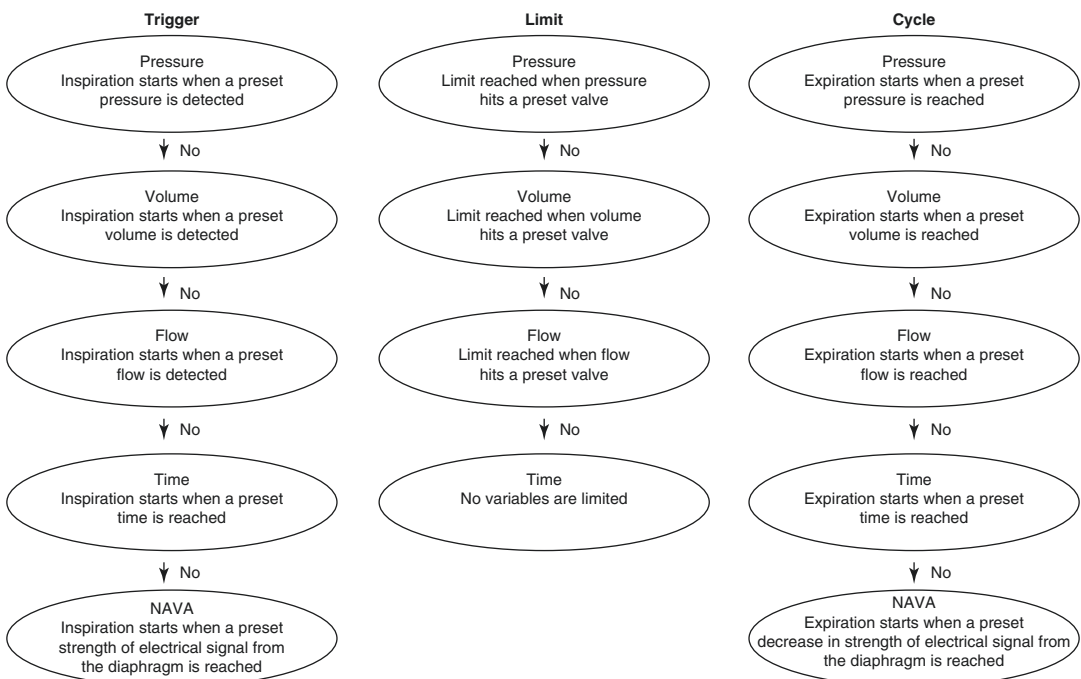 Trigger
Pressure
Inspiration starts when a preset
pressure is detected
No
Volume
Inspiration starts when a preset
volume is detected
No
Flow
Inspiration starts when a preset
flow is detected
No
Time
Inspiration starts when a preset
time is reached
No
NAVA
Inspiration starts when a preset
strength of electrical signal from
the diaphragm is reached
Limit
Pressure
Limit reached when pressure
hits a preset valve
No
Volume
Limit reached when volume
hits a preset valve
No
Flow
Limit reached when flow
hits a preset valve
No
Time
No variables are limited
Cycle
Pressure
Expiration starts when a preset
pressure is reached
No
Volume
Expiration starts when a preset
volume is reached
No
Flow
Expiration starts when a preset
flow is reached
No
Time
Expiration starts when a preset
time is reached
No
NAVA
Expiration starts when a preset
decrease in strength of electrical signal from
the diaphragm is reached